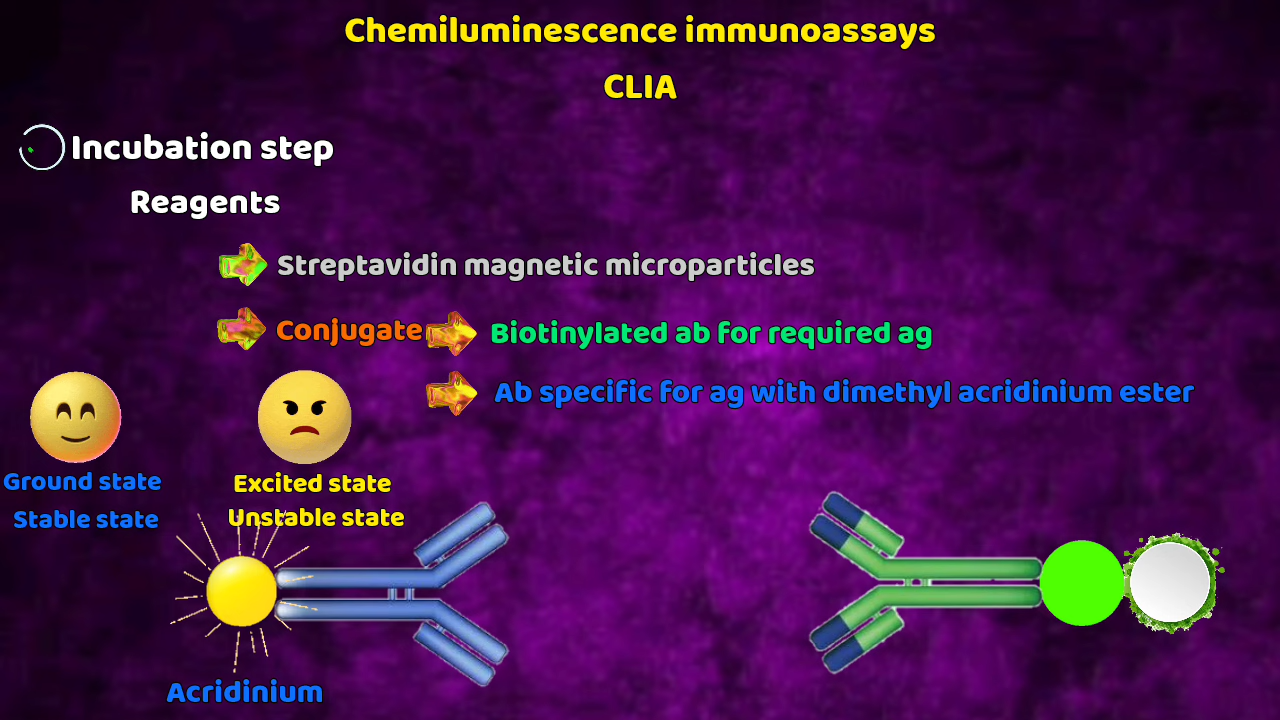 Chemiluminescence immunoassays
CLIA
Incubation step
Reagents
Streptavidin magnetic microparticles
Conjugate
Biotinylated ab for required ag
Ab specific for ag with dimethyl acridinium ester
Ground state
Stable state
Excited state
Unstable state
Acridinium